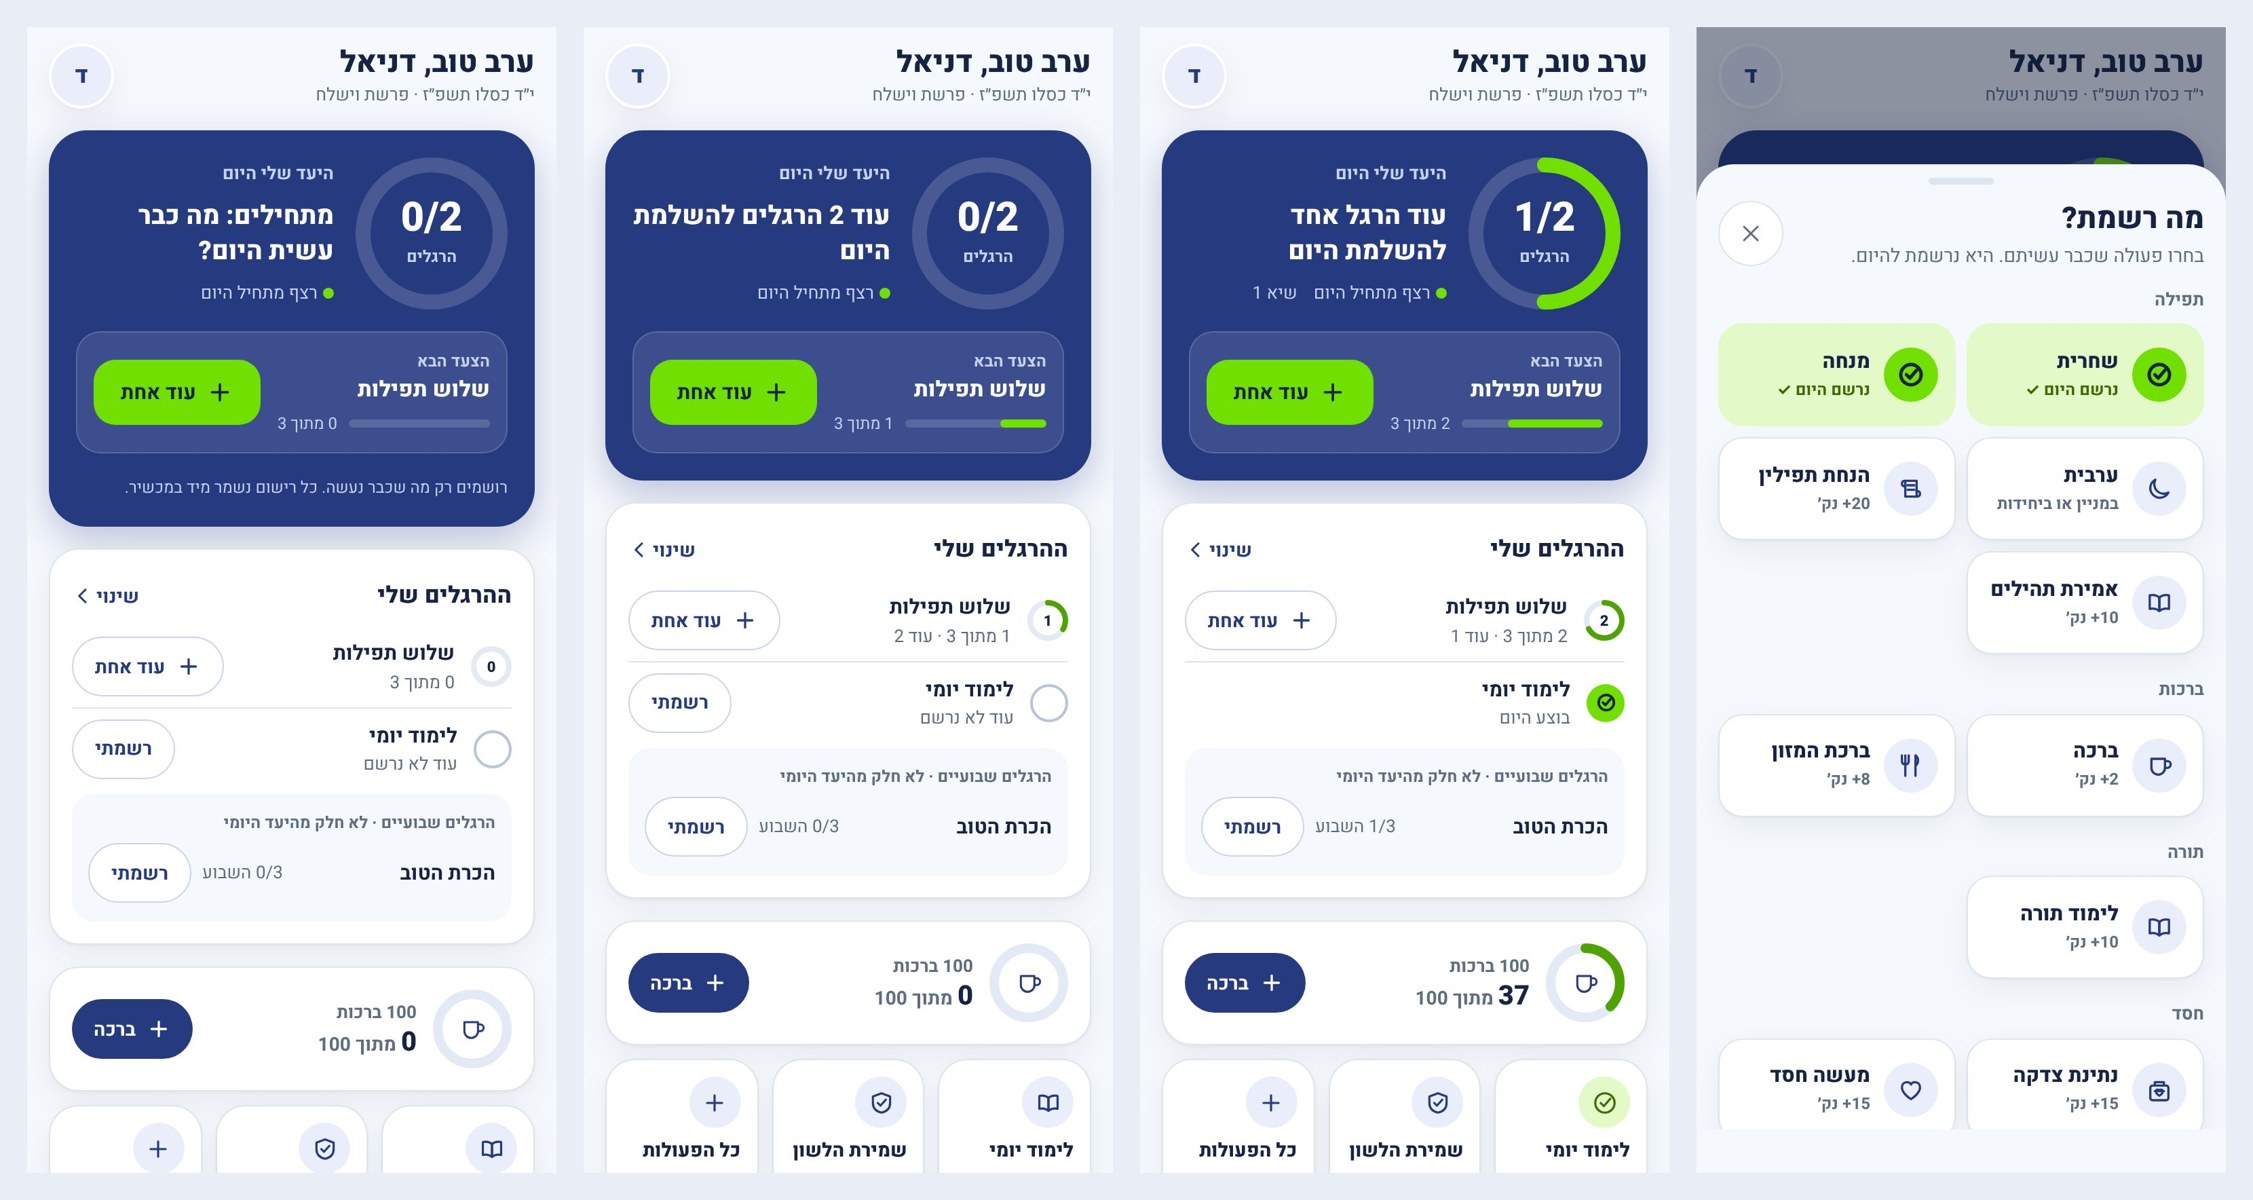 ערב טוב, דניאל
י״ד כסלו תשפ״ז · פרשת וישלח
ד
היעד שלי היום
מתחילים: מה כבר
עשית היום?
רצף מתחיל היום
0/2
הרגלים
הצעד הבא
שלוש תפילות
0 מתוך 3
עוד אחת
רושמים רק מה שכבר נעשה. כל רישום נשמר מיד במכשיר.
ההרגלים שלי
שינוי
0
שלוש תפילות
0 מתוך 3
עוד אחת
לימוד יומי
עוד לא נרשם
רשמתי
הרגלים שבועיים · לא חלק מהיעד היומי
הכרת הטוב
0/3 השבוע
רשמתי
100 ברכות
0 מתוך 100
ברכה
ערב טוב, דניאל
י״ד כסלו תשפ״ז · פרשת וישלח
ד
היעד שלי היום
עוד 2 הרגלים להשלמת
היום
רצף מתחיל היום
0/2
הרגלים
הצעד הבא
שלוש תפילות
1 מתוך 3
עוד אחת
ההרגלים שלי
שינוי
1
שלוש תפילות
1 מתוך 3 · עוד 2
עוד אחת
לימוד יומי
עוד לא נרשם
רשמתי
הרגלים שבועיים · לא חלק מהיעד היומי
הכרת הטוב
0/3 השבוע
רשמתי
100 ברכות
0 מתוך 100
ברכה
לימוד יומי
שמירת הלשון
כל הפעולות
ערב טוב, דניאל
י״ד כסלו תשפ״ז · פרשת וישלח
ד
היעד שלי היום
עוד הרגל אחד
להשלמת היום
רצף מתחיל היום שיא 1
1/2
הרגלים
הצעד הבא
שלוש תפילות
2 מתוך 3
עוד אחת
ההרגלים שלי
שינוי
2
שלוש תפילות
2 מתוך 3 · עוד 1
עוד אחת
לימוד יומי
בוצע היום
הרגלים שבועיים · לא חלק מהיעד היומי
הכרת הטוב
1/3 השבוע
רשמתי
100 ברכות
37 מתוך 100
ברכה
לימוד יומי
שמירת הלשון
כל הפעולות
ערב טוב, דניאל
י״ד כסלו תשפ״ז · פרשת וישלח
ד
מה רשמת?
בחרו פעולה שכבר עשיתם. היא נרשמת להיום.
תפילה
שחרית
נרשם היום ✓
מנחה
נרשם היום ✓
ערבית
במניין או ביחידות
הנחת תפילין
+20 נק׳
אמירת תהילים
+10 נק׳
ברכות
ברכה
+2 נק׳
ברכת המזון
+8 נק׳
תורה
לימוד תורה
+10 נק׳
חסד
נתינת צדקה
+15 נק׳
מעשה חסד
+15 נק׳